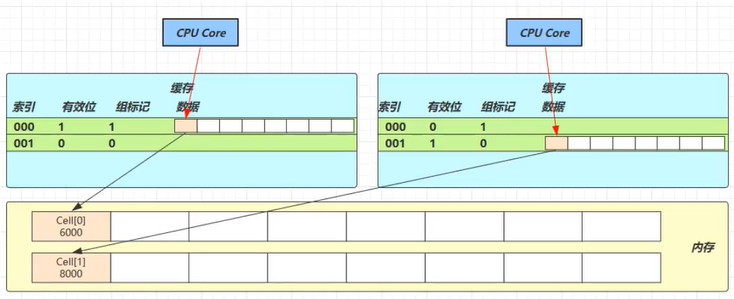 CPU Core
CPU Core
缓存
索引 有效位 组标记 数据
000 1 1
001 0 0
缓存
索引 有效位 组标记 数据
000 0 1
001 1 0
Cell[0]
6000
Cell[1]
8000
内存